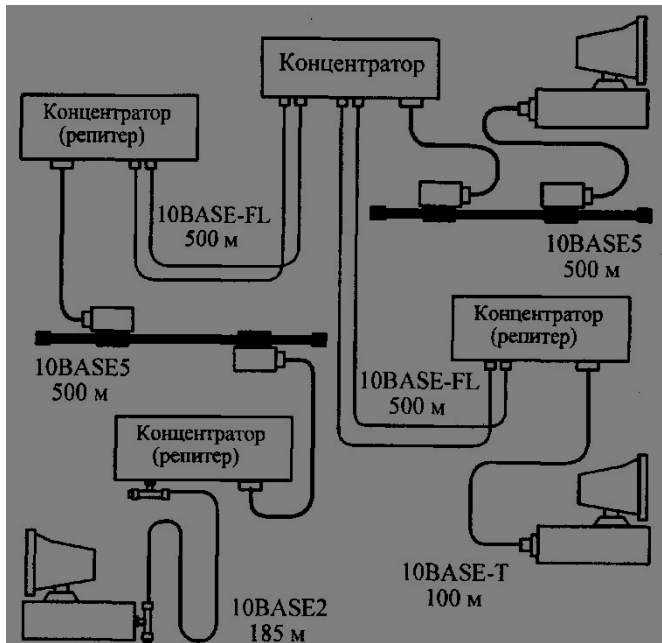 Концентратор
Концентратор
(репитер)
10BASE-FL
500 м
10BASE5
500 м
Концентратор
(репитер)
10BASE5
500 м
10BASE-FL
500 м
Концентратор
(репитер)
10BASE-T
100 м
10BASE2
185 м